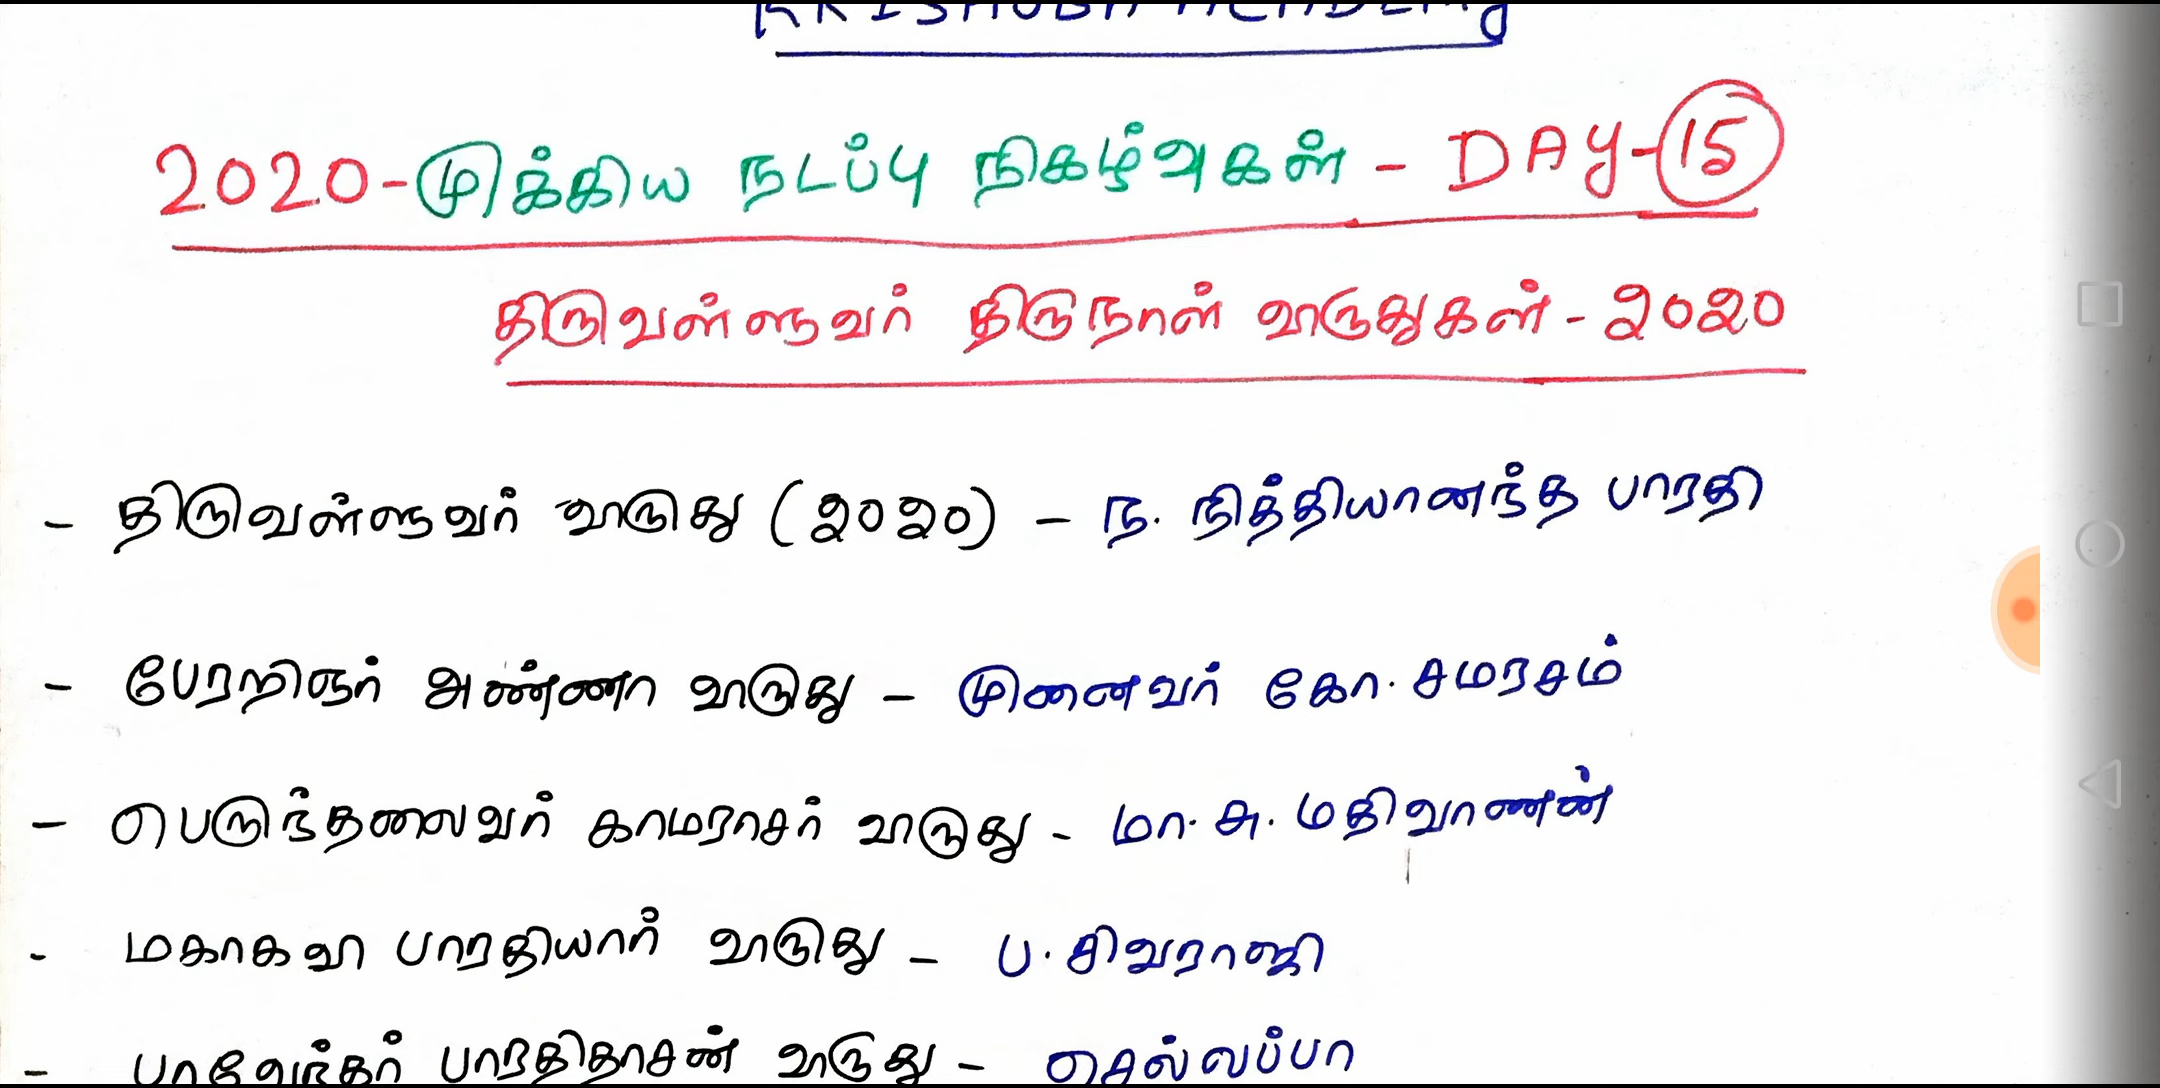 2020-முக்கிய நடப்பு நிகழ்வுகள் - DAY-15
திருவள்ளுவர் திருநாள் விருதுகள் - 2020
- திருவள்ளுவர் விருது (2020) - ந. நித்தியானந்த பாரதி
- பேரறிஞர் அண்ணா விருது - முனைவர் கோ. சமரசம்
- பெருந்தலைவர் காமராசர் விருது - மா. சு. மதிவாணன்
- மகாகவி பாரதியார் விருது - ப. சிவராஜி
- பாவேந்தர் பாரதிதாசன் விருது - செல்லப்பா